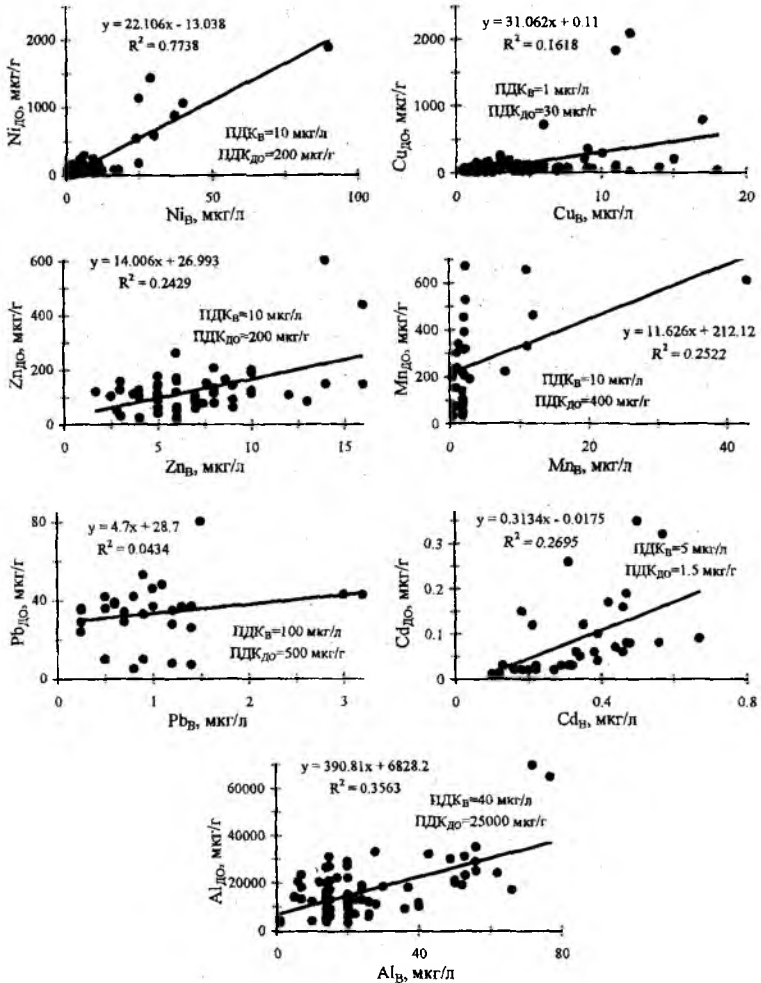 y = 22.106x - 13.038
R² = 0.7738
2000
1000
0
Ni_ДО, мкг/г
ПДК_В=10 мкг/л
ПДК_ДО=200 мкг/г
0 50 100
Ni_В, мкг/л
y = 31.062x + 0.11
R² = 0.1618
2000
1000
0
Cu_ДО, мкг/г
ПДК_В=1 мкг/л
ПДК_ДО=30 мкг/г
0 10 20
Cu_В, мкг/л
y = 14.006x + 26.993
R² = 0.2429
600
400
200
0
Zn_ДО, мкг/г
ПДК_В=10 мкг/л
ПДК_ДО=200 мкг/г
0 5 10 15
Zn_В, мкг/л
600
400
200
0
Mn_ДО, мкг/г
y = 11.626x + 212.12
R² = 0.2522
ПДК_В=10 мкг/л
ПДК_ДО=400 мкг/г
0 20 40
Mn_В, мкг/л
y = 4.7x + 28.7
R² = 0.0434
80
40
0
Pb_ДО, мкг/г
ПДК_В=100 мкг/л
ПДК_ДО=500 мкг/г
0 1 2 3
Pb_В, мкг/л
y = 0.3134x - 0.0175
R² = 0.2695
0.3
0.2
0.1
0
Cd_ДО, мкг/г
ПДК_В=5 мкг/л
ПДК_ДО=1.5 мкг/г
0 0.4 0.8
Cd_В, мкг/л
y = 390.81x + 6828.2
R² = 0.3563
60000
40000
20000
0
Al_ДО, мкг/г
ПДК_В=40 мкг/л
ПДК_ДО=25000 мкг/г
0 40 80
Al_В, мкг/л